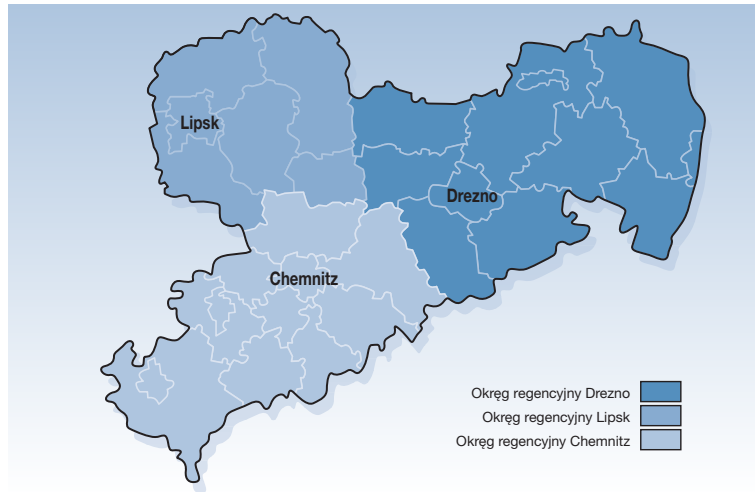 Lipsk
Drezno
Chemnitz
Okręg regencyjny Drezno
Okręg regencyjny Lipsk
Okręg regencyjny Chemnitz